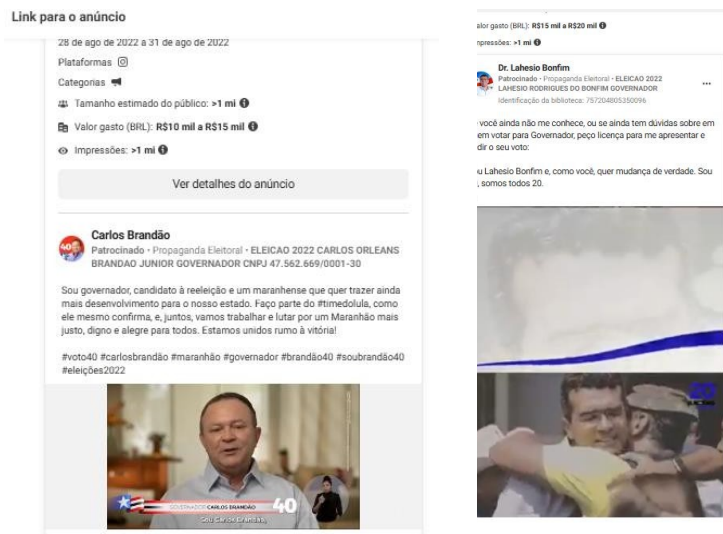 Link para o anúncio
28 de ago de 2022 a 31 de ago de 2022
Plataformas
Categorias
Tamanho estimado do público: >1 mi
Valor gasto (BRL): R$10 mil a R$15 mil
Impressões: >1 mi
Ver detalhes do anúncio
Carlos Brandão
Patrocinado • Propaganda Eleitoral • ELEICAO 2022 CARLOS ORLEANS
BRANDAO JUNIOR GOVERNADOR CNPJ 47.562.669/0001-30
Sou governador, candidato à reeleição e um maranhense que quer trazer ainda
mais desenvolvimento para o nosso estado. Faço parte do #timedolula, como
ele mesmo confirma, e, juntos, vamos trabalhar e lutar por um Maranhão mais
justo, digno e alegre para todos. Estamos unidos rumo à vitória!
#voto40 #carlosbrandão #maranhão #governador #brandão40 #soubrandão40
#eleições2022
GOVERNADOR CARLOS BRANDÃO 40
Sou Carlos Brandão,
alor gasto (BRL): R$15 mil a R$20 mil
npressões: >1 mi
Dr. Lahesio Bonfim
Patrocinado • Propaganda Eleitoral • ELEICAO 2022
LAHESIO RODRIGUES DO BONFIM GOVERNADOR
Identificação da biblioteca: 757204805350096
você ainda não me conhece, ou se ainda tem dúvidas sobre em
em votar para Governador, peço licença para me apresentar e
dir o seu voto:
u Lahesio Bonfim e, como você, quer mudança de verdade. Sou
, somos todos 20.
20